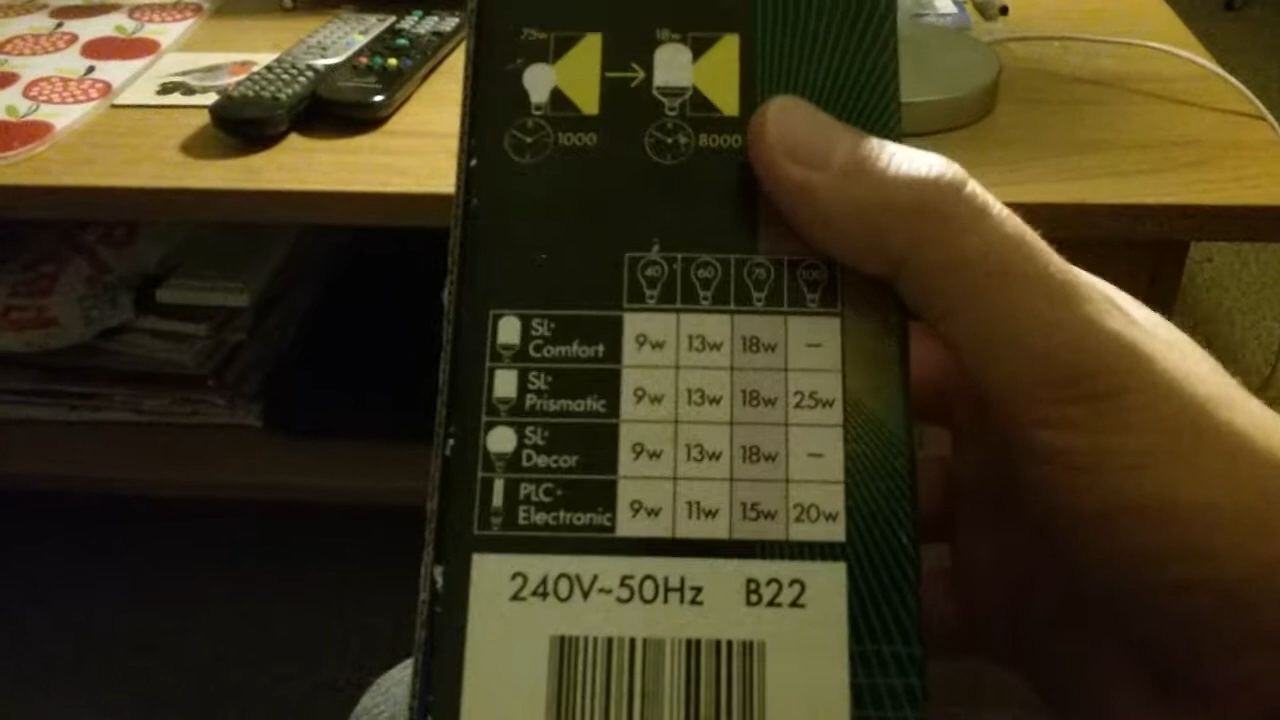 75w 18w
1000 8000
40 60 75 100
SL*
Comfort 9w 13w 18w —
SL*
Prismatic 9w 13w 18w 25w
SL*
Decor 9w 13w 18w —
PLC*
Electronic 9w 11w 15w 20w
240V~50Hz B22